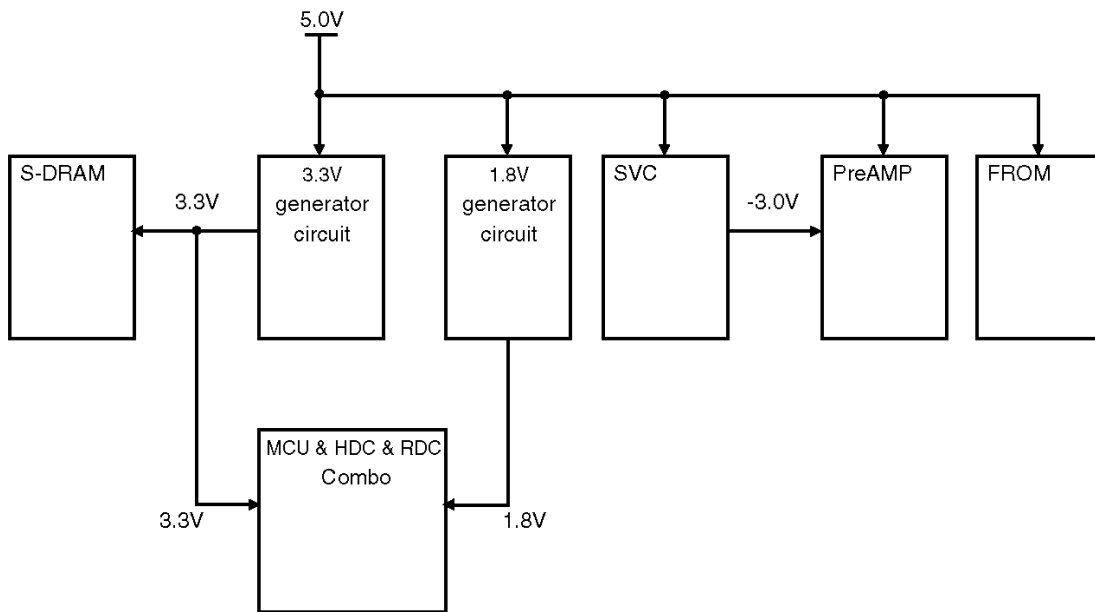 5.0V
S-DRAM
3.3V
3.3V
generator
circuit
1.8V
generator
circuit
SVC
-3.0V
PreAMP
FROM
MCU & HDC & RDC
Combo
3.3V
1.8V